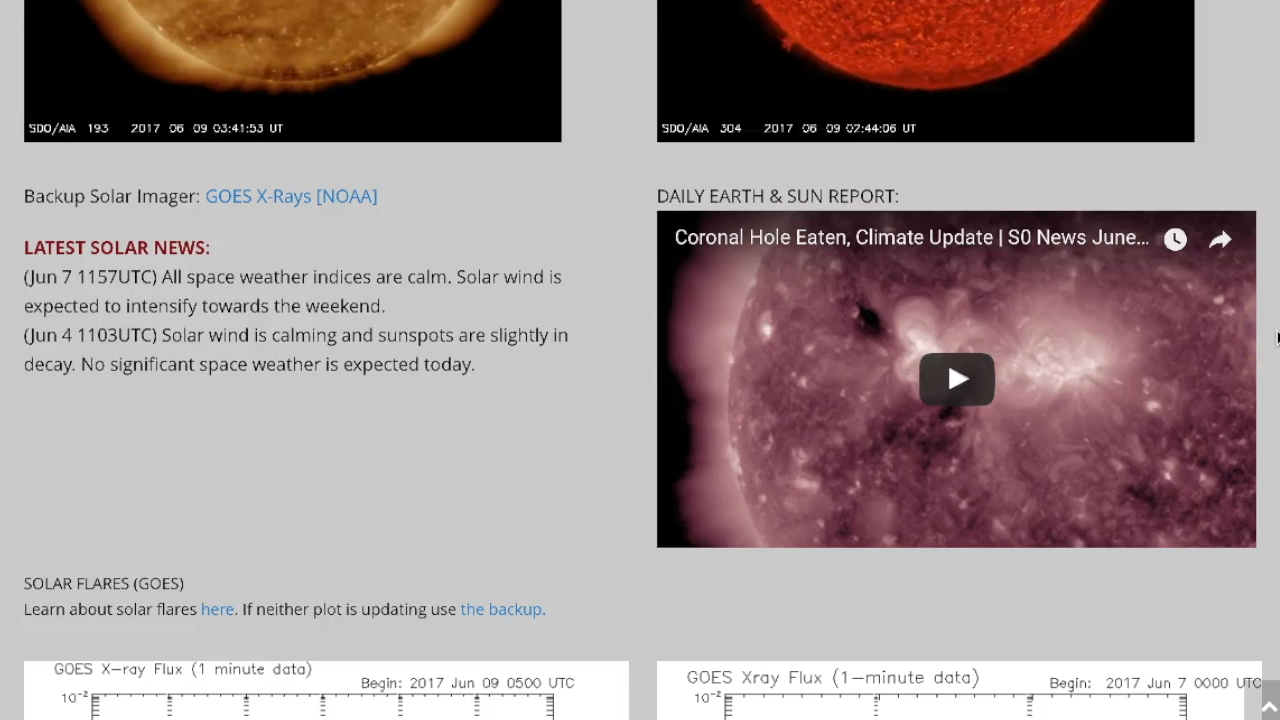 SDO/AIA 193 2017 06 09 03:41:53 UT
SDO/AIA 304 2017 06 09 02:44:06 UT
Backup Solar Imager: GOES X-Rays [NOAA]
LATEST SOLAR NEWS:
(Jun 7 1157UTC) All space weather indices are calm. Solar wind is
expected to intensify towards the weekend.
(Jun 4 1103UTC) Solar wind is calming and sunspots are slightly in
decay. No significant space weather is expected today.
DAILY EARTH & SUN REPORT:
Coronal Hole Eaten, Climate Update | S0 News June...
SOLAR FLARES (GOES)
Learn about solar flares here. If neither plot is updating use the backup.
GOES X-ray Flux (1 minute data)
Begin: 2017 Jun 09 0500 UTC
10⁻²
GOES Xray Flux (1-minute data)
Begin: 2017 Jun 7 0000 UTC
10⁻²